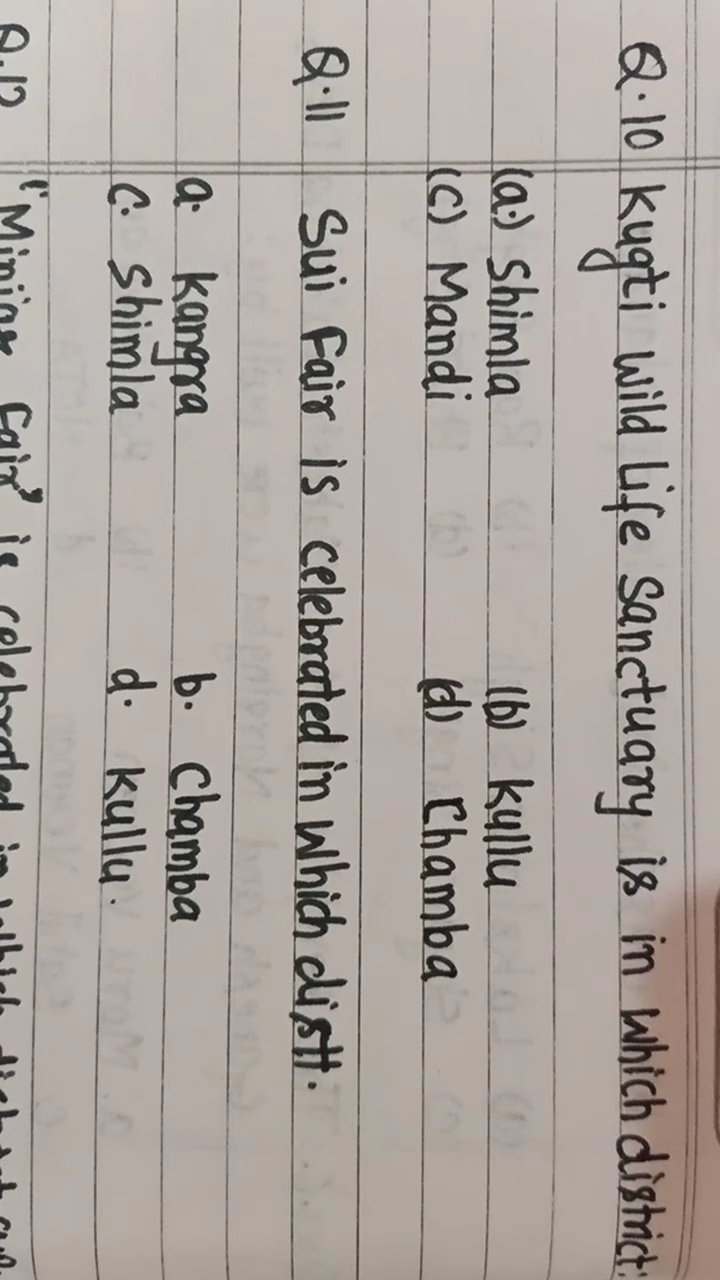 Q.10 Kugti Wild Life Sanctuary is in which district.
(a.) Shimla (b) Kullu
(c) Mandi (d) Chamba
Q.11 Sui Fair is celebrated in which distt.
a. Kangra b. Chamba
c. Shimla d. Kullu.
Q.12 "Minjar Fair" is celebrated in which district